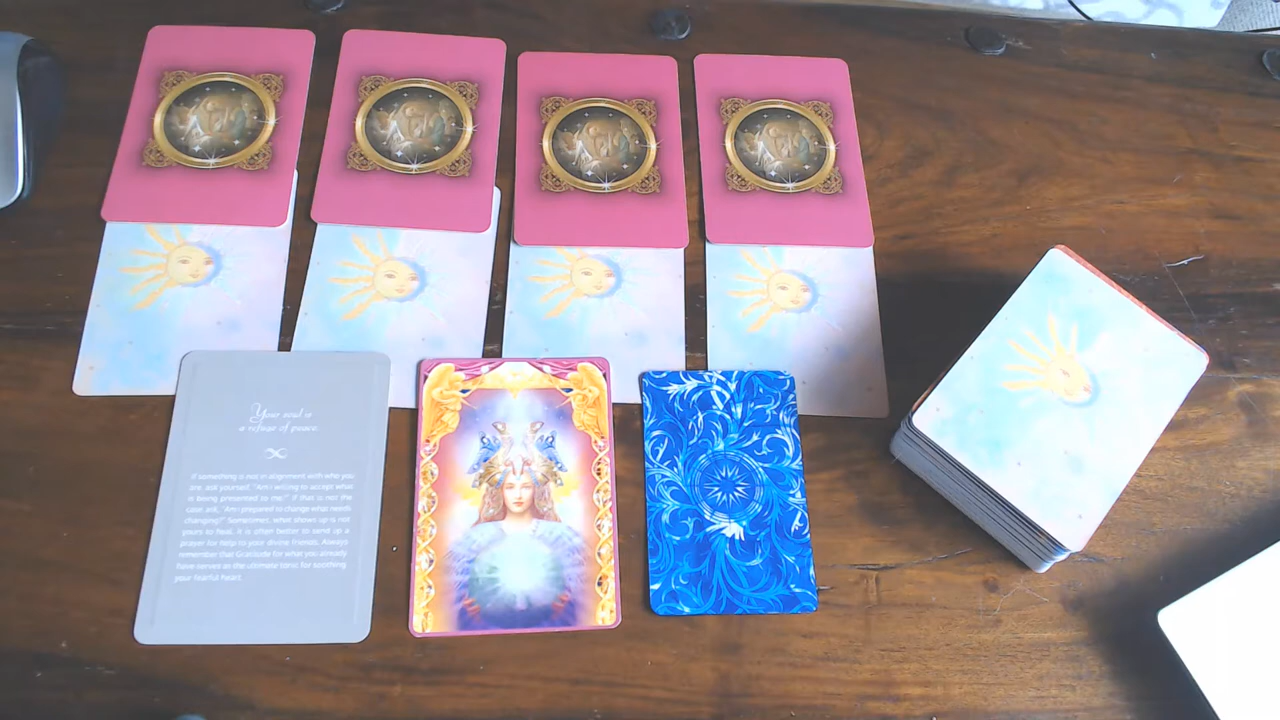 Your soul is
a refuge of peace.
If something is not in alignment with who you
are, ask yourself, "Am I willing to accept what
is being presented to me?" If that is not the
case, ask, "Am I prepared to change what needs
changing?" Sometimes, what shows up is not
yours to heal. It is often better to send up a
prayer for help to your divine friends. Always
remember that Gratitude for what you already
have serves as the ultimate tonic for soothing
your fearful heart.